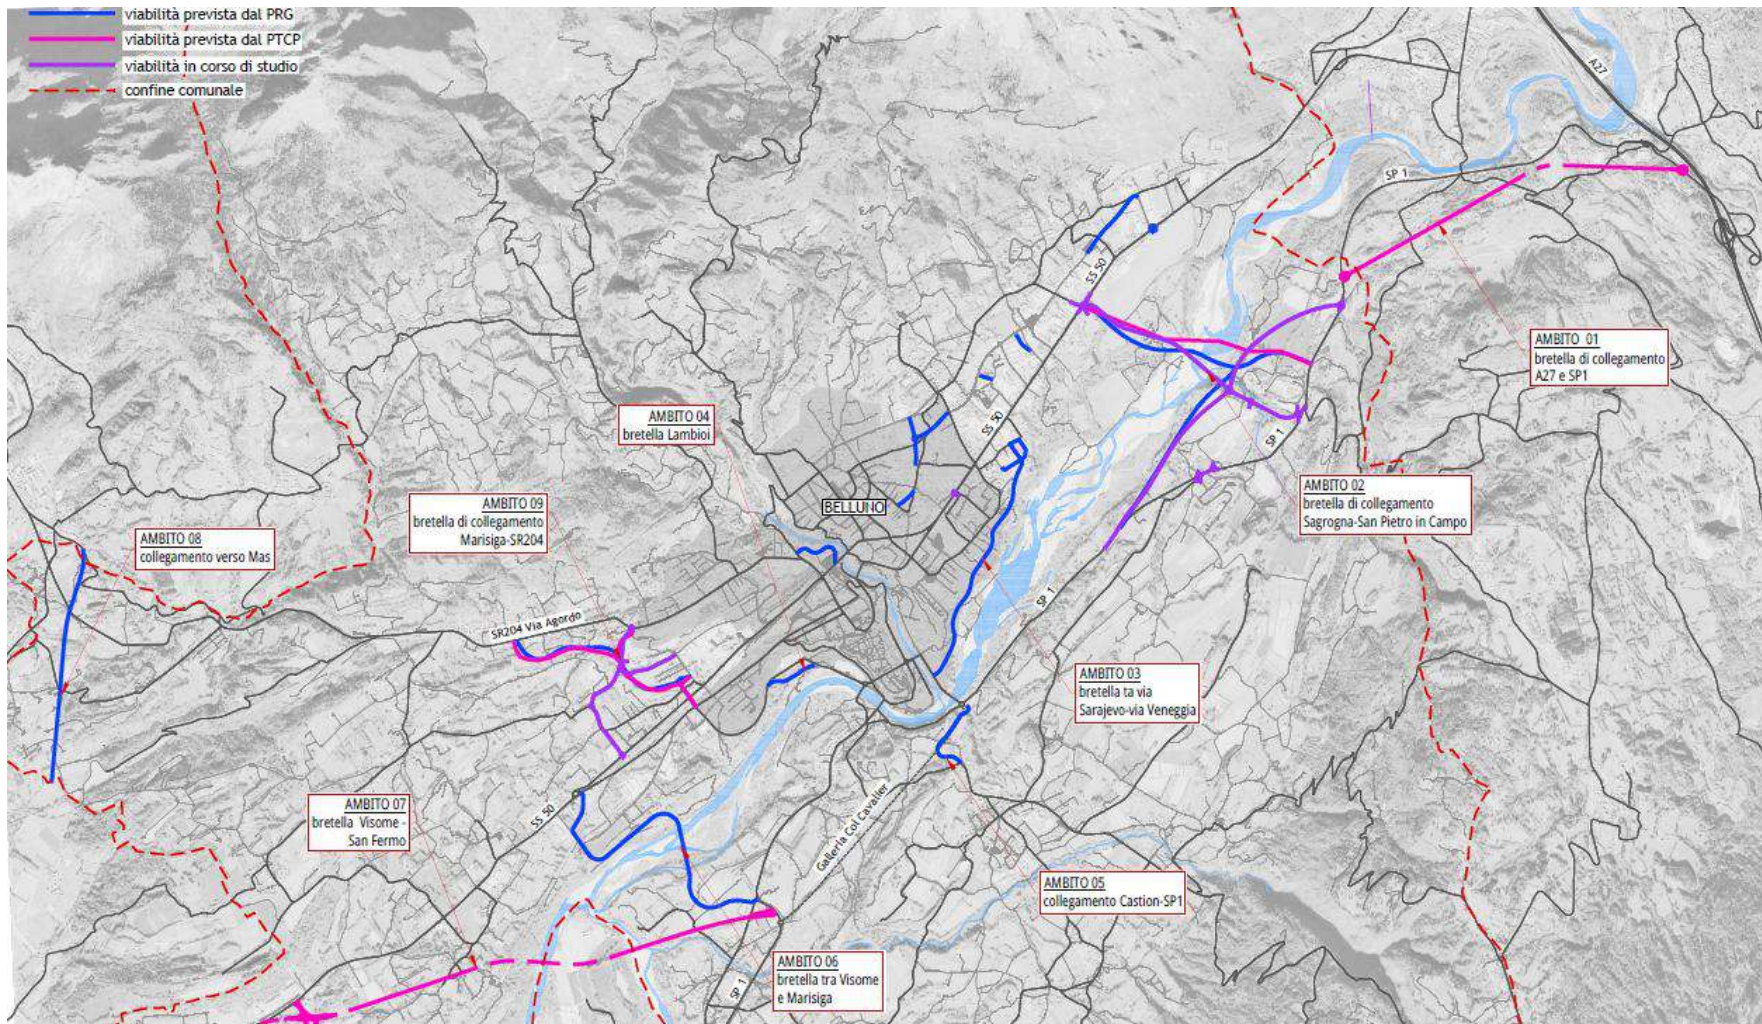 viabilità prevista dal PRG
viabilità prevista dal PTCP
viabilità in corso di studio
confine comunale
A27
SP 1
SS 50
AMBITO 01
bretella di collegamento
A27 e SP1
AMBITO 04
bretella Lambioi
SS 50
SP 1
AMBITO 02
bretella di collegamento
Sagrogna-San Pietro in Campo
AMBITO 09
bretella di collegamento
Marisiga-SR204
BELLUNO
AMBITO 08
collegamento verso Mas
SP 1
SR204 Via Agordo
AMBITO 03
bretella ta via
Sarajevo-via Veneggia
AMBITO 07
bretella Visome -
San Fermo
SS 50
Galleria Col Cavalier
AMBITO 05
collegamento Castion-SP1
AMBITO 06
bretella tra Visome
e Marisiga
SP 1